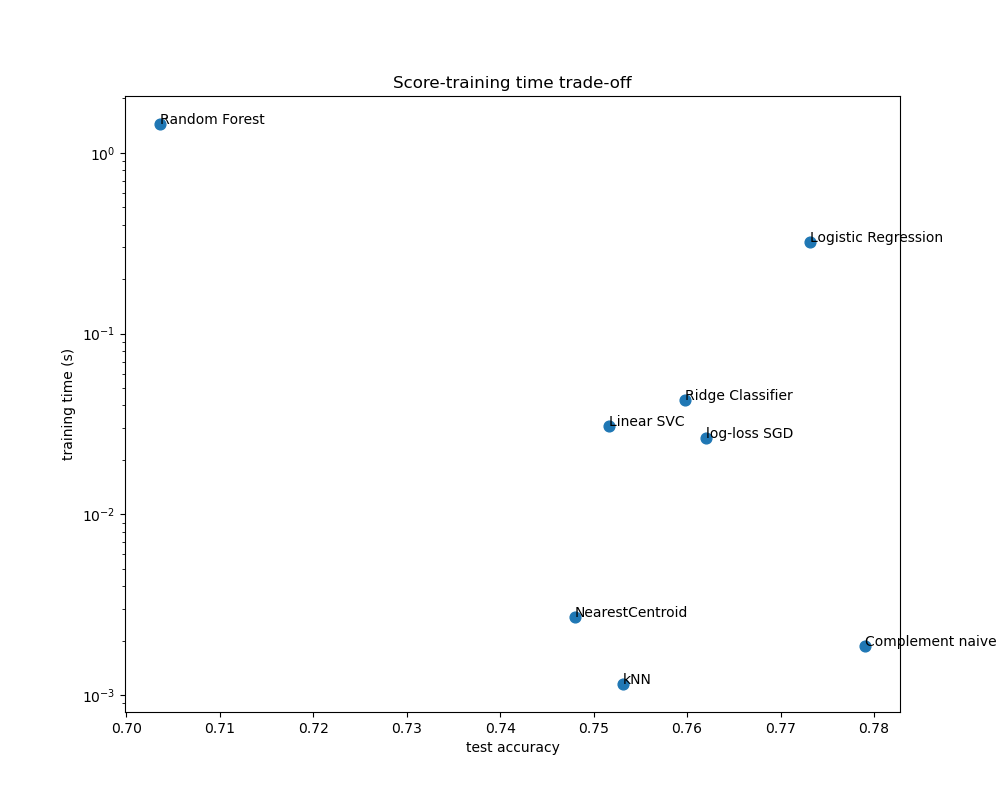 Score-training time trade-off
Random Forest
10⁰
Logistic Regression
10⁻¹
training time (s)
Ridge Classifier
Linear SVC
log-loss SGD
10⁻²
NearestCentroid
Complement naive
kNN
10⁻³
0.70 0.71 0.72 0.73 0.74 0.75 0.76 0.77 0.78
test accuracy